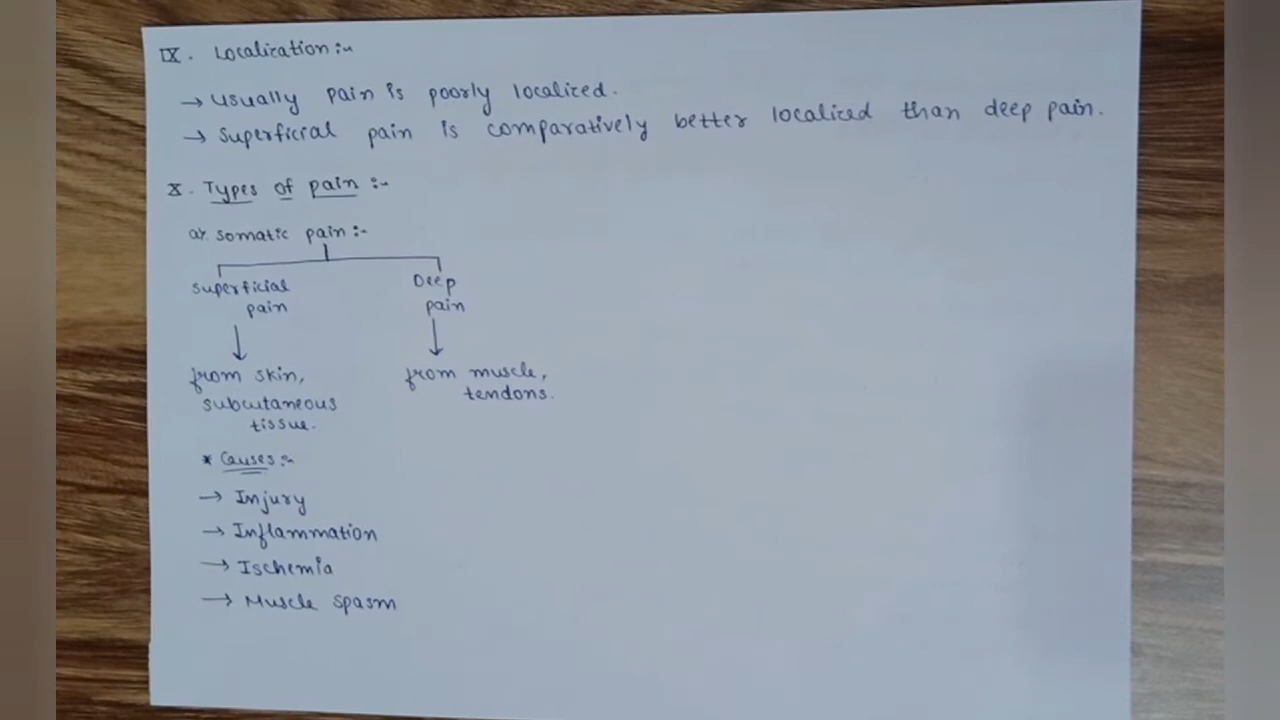 IX. Localization :-
→ Usually pain is poorly localized.
→ Superficial pain is comparatively better localized than deep pain.
X. Types of pain :-
a) Somatic pain :-
Superficial pain
Deep pain
from skin, subcutaneous tissue.
from muscle, tendons.
* Causes :-
→ Injury
→ Inflammation
→ Ischemia
→ Muscle spasm